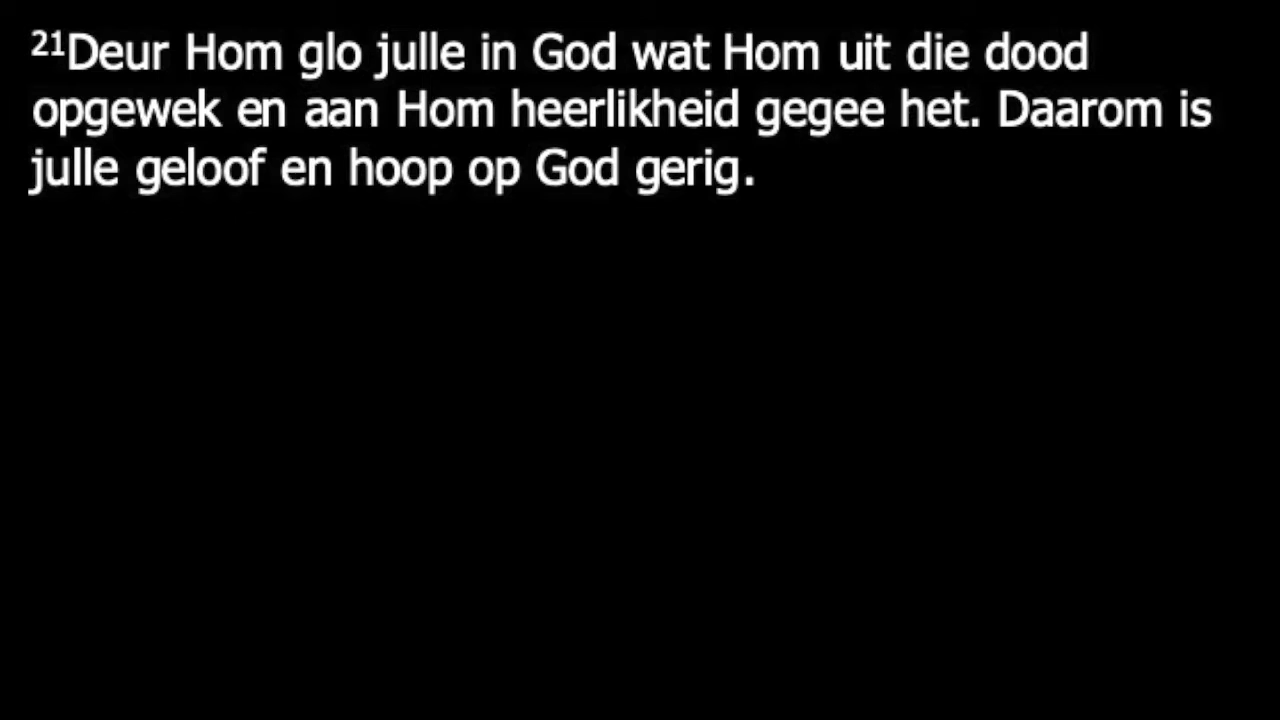 ²¹Deur Hom glo julle in God wat Hom uit die dood
opgewek en aan Hom heerlikheid gegee het. Daarom is
julle geloof en hoop op God gerig.